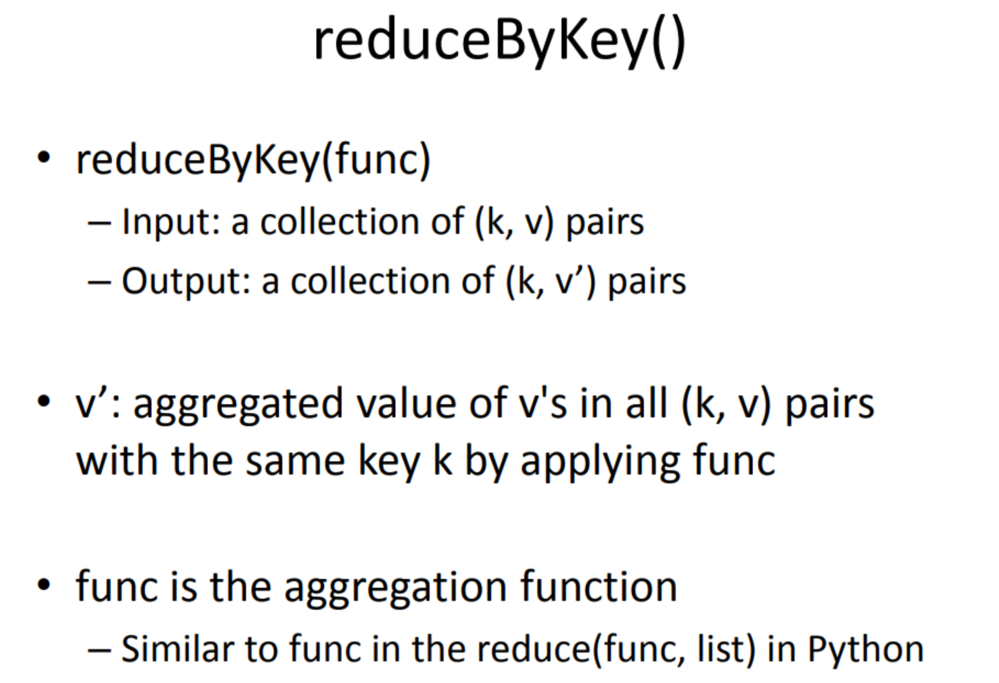 reduceByKey()
• reduceByKey(func)
– Input: a collection of (k, v) pairs
– Output: a collection of (k, v’) pairs
• v’: aggregated value of v's in all (k, v) pairs
with the same key k by applying func
• func is the aggregation function
– Similar to func in the reduce(func, list) in Python